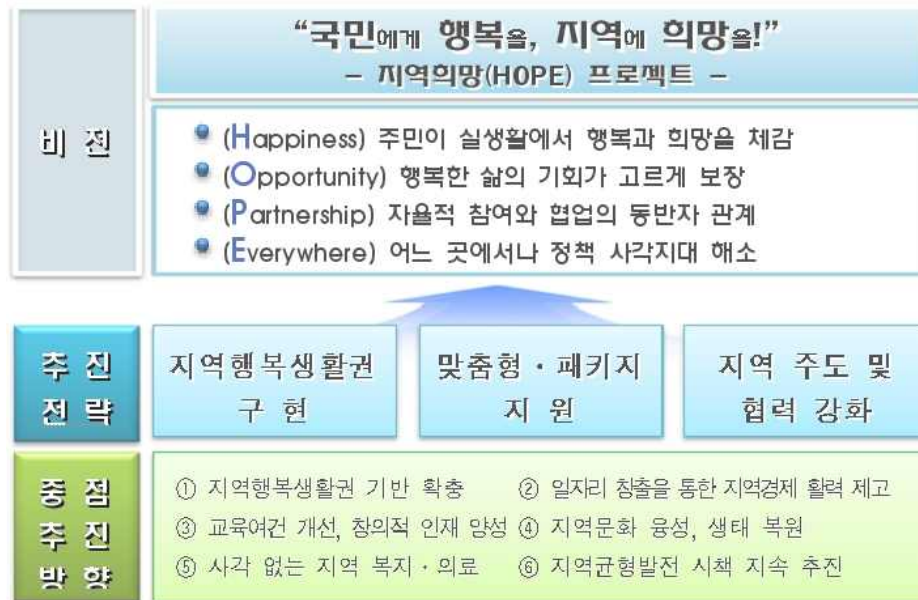 “국민에게 행복을, 지역에 희망을!”
– 지역희망(HOPE) 프로젝트 –
비 전
(Happiness) 주민이 실생활에서 행복과 희망을 체감
(Opportunity) 행복한 삶의 기회가 고르게 보장
(Partnership) 자율적 참여와 협업의 동반자 관계
(Everywhere) 어느 곳에서나 정책 사각지대 해소
추 진
전 략
지역행복생활권
구 현
맞춤형 · 패키지
지 원
지역 주도 및
협력 강화
중 점
추 진
방 향
① 지역행복생활권 기반 확충 ② 일자리 창출을 통한 지역경제 활력 제고
③ 교육여건 개선, 창의적 인재 양성 ④ 지역문화 융성, 생태 복원
⑤ 사각 없는 지역 복지 · 의료 ⑥ 지역균형발전 시책 지속 추진